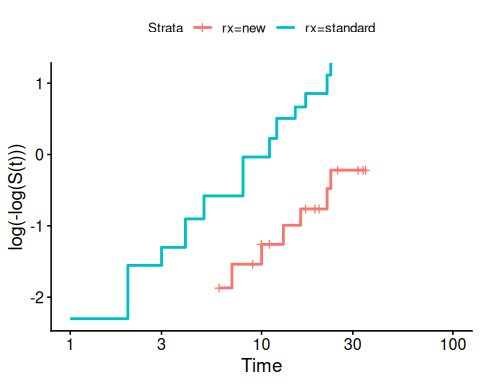 Strata rx=new rx=standard
1
0
-1
-2
log(-log(S(t)))
1 3 10 30 100
Time